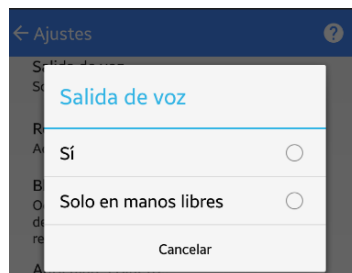 Ajustes
Salida de voz
Sí
Solo en manos libres
Cancelar